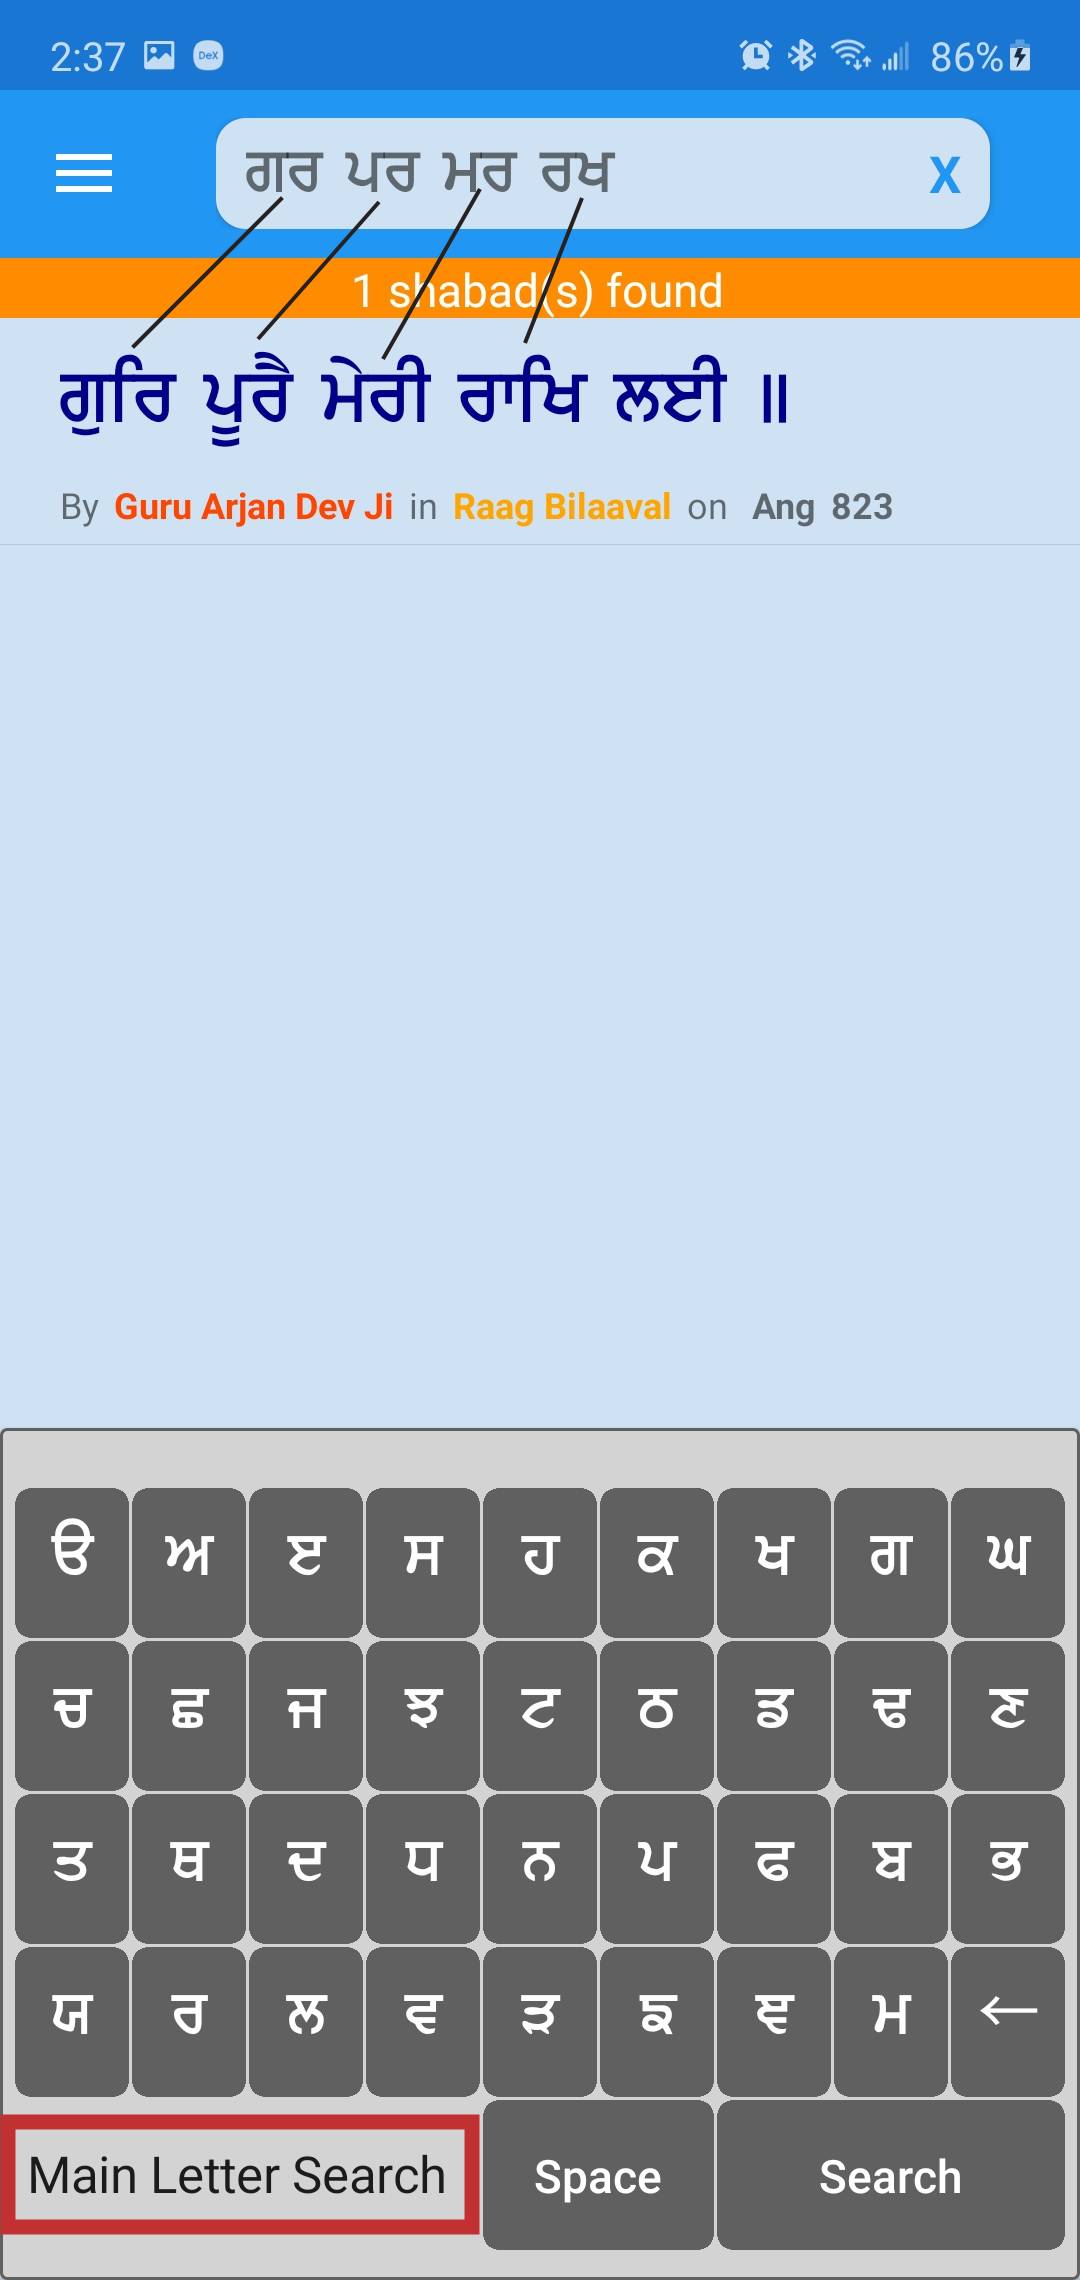 2:37 DeX 86%
ਗਰ ਪਰ ਮਰ ਰਖ X
1 shabad(s) found
ਗੁਰਿ ਪੂਰੈ ਮੇਰੀ ਰਾਖਿ ਲਈ ॥
By Guru Arjan Dev Ji in Raag Bilaaval on Ang 823
ੳ ਅ ੲ ਸ ਹ ਕ ਖ ਗ ਘ
ਚ ਛ ਜ ਝ ਟ ਠ ਡ ਢ ਣ
ਤ ਥ ਦ ਧ ਨ ਪ ਫ ਬ ਭ
ਯ ਰ ਲ ਵ ੜ ਙ ਞ ਮ ←
Main Letter Search Space Search